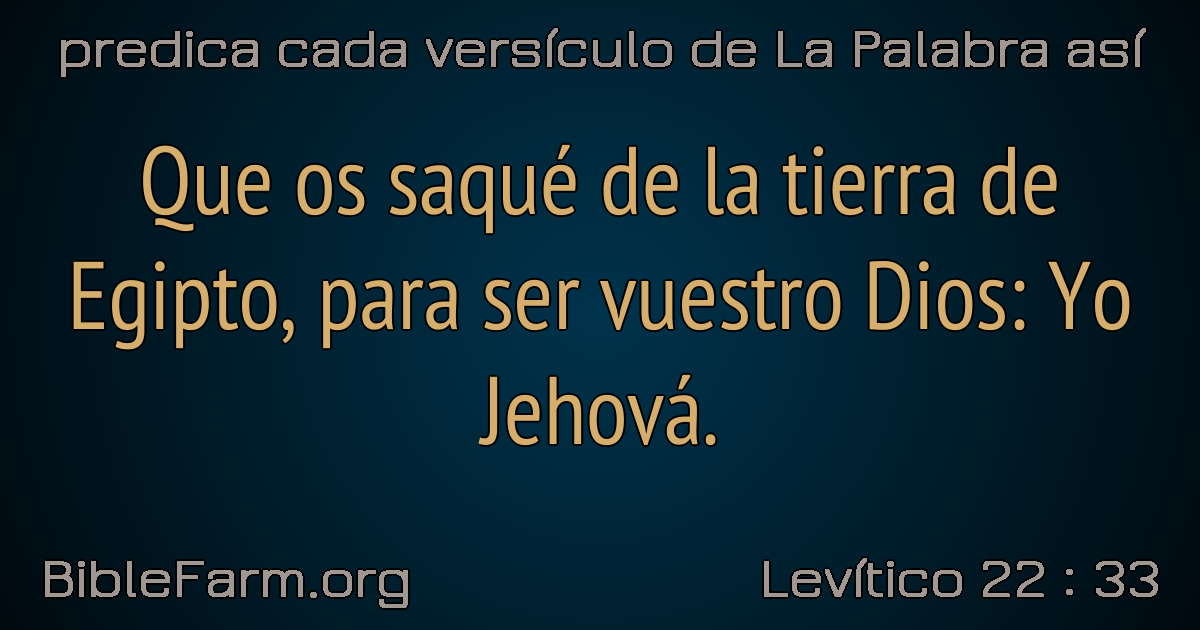 predica cada versículo de La Palabra así
Que os saqué de la tierra de
Egipto, para ser vuestro Dios: Yo
Jehová.
BibleFarm.org
Levítico 22 : 33